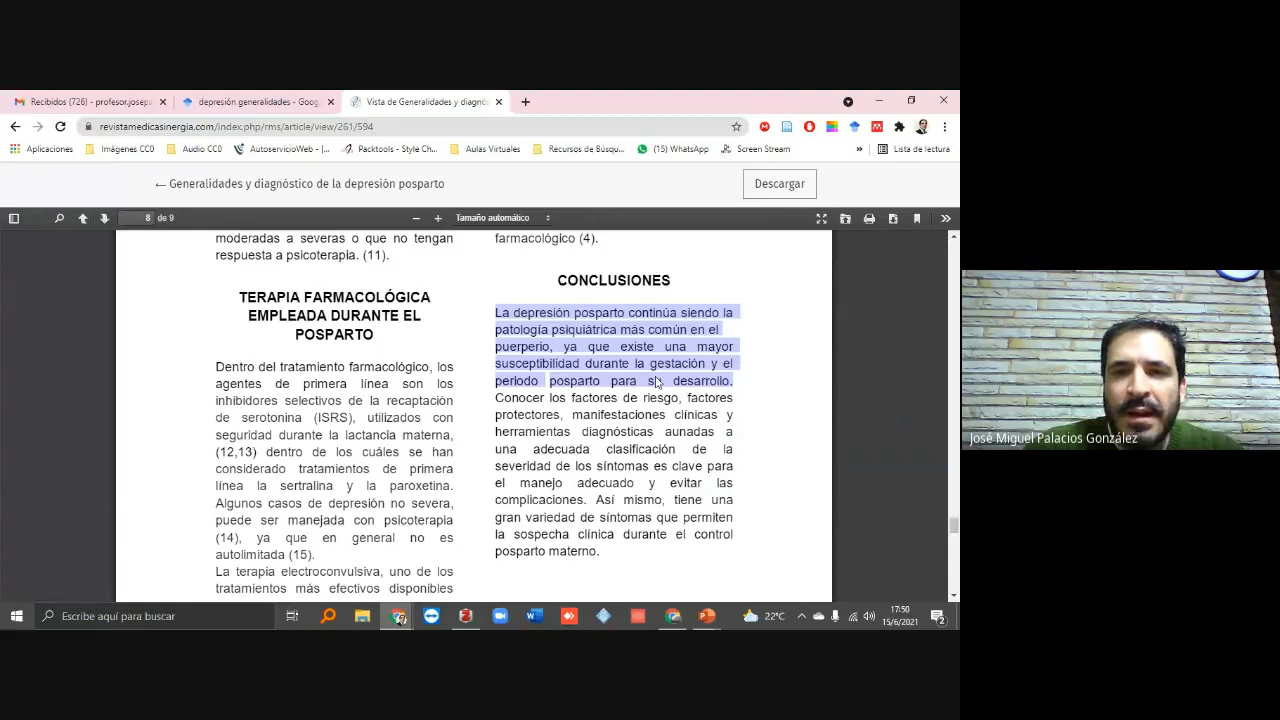 Recibidos (726) - profesor.josepa
depresión generalidades - Goog
Vista de Generalidades y diagnós
revistamedicasinergia.com/index.php/rms/article/view/261/594
Aplicaciones
Imágenes CC0
Audio CC0
AutoservicioWeb - |...
Packtools - Style Ch...
Aulas Virtuales
Recursos de Búsqu...
(15) WhatsApp
Screen Stream
»
Lista de lectura
← Generalidades y diagnóstico de la depresión posparto
Descargar
8 de 9
Tamaño automático
moderadas a severas o que no tengan
respuesta a psicoterapia. (11).
TERAPIA FARMACOLÓGICA
EMPLEADA DURANTE EL
POSPARTO
Dentro del tratamiento farmacológico, los
agentes de primera línea son los
inhibidores selectivos de la recaptación
de serotonina (ISRS), utilizados con
seguridad durante la lactancia materna,
(12,13) dentro de los cuáles se han
considerado tratamientos de primera
línea la sertralina y la paroxetina.
Algunos casos de depresión no severa,
puede ser manejada con psicoterapia
(14), ya que en general no es
autolimitada (15).
La terapia electroconvulsiva, uno de los
tratamientos más efectivos disponibles
farmacológico (4).
CONCLUSIONES
La depresión posparto continúa siendo la
patología psiquiátrica más común en el
puerperio, ya que existe una mayor
susceptibilidad durante la gestación y el
periodo posparto para su desarrollo.
Conocer los factores de riesgo, factores
protectores, manifestaciones clínicas y
herramientas diagnósticas aunadas a
una adecuada clasificación de la
severidad de los síntomas es clave para
el manejo adecuado y evitar las
complicaciones. Así mismo, tiene una
gran variedad de síntomas que permiten
la sospecha clínica durante el control
posparto materno.
José Miguel Palacios González
Escribe aquí para buscar
22°C
17:50
15/6/2021
2